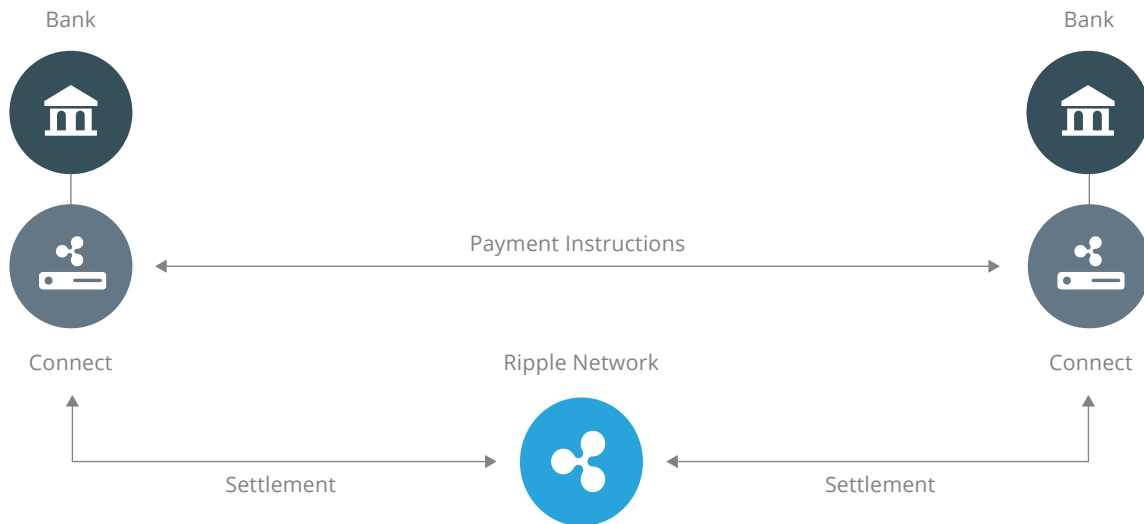 Bank
Bank
Payment Instructions
Connect
Ripple Network
Connect
Settlement
Settlement